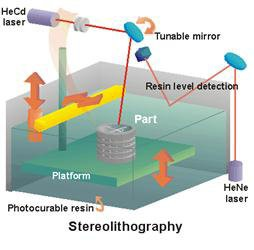 HeCd
laser
Tunable mirror
Resin level detection
Part
Platform
HeNe
laser
Photocurable resin
Stereolithography